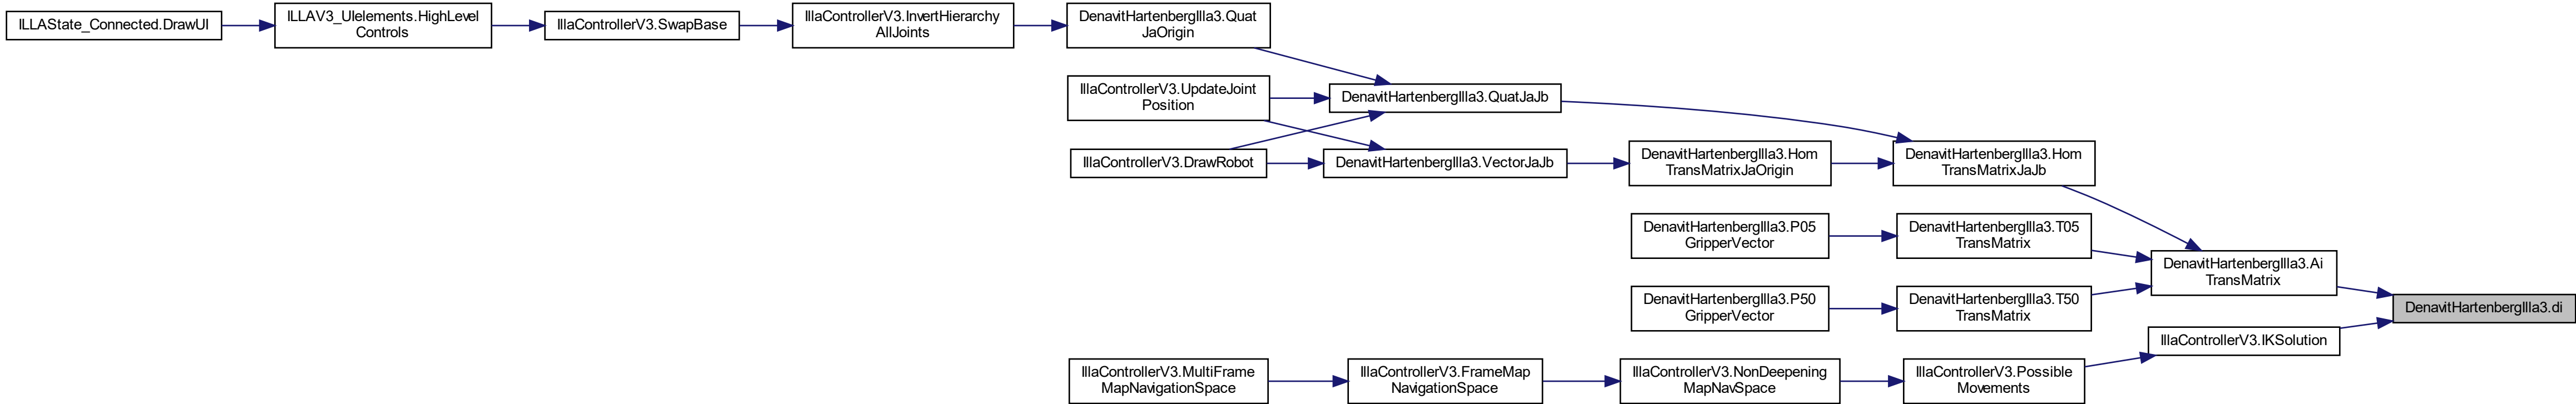 ILLAState_Connected.DrawUI
ILLAV3_UIelements.HighLevel
Controls
IllaControllerV3.SwapBase
IllaControllerV3.InvertHierarchy
AllJoints
DenavitHartenbergIlla3.Quat
JaOrigin
IllaControllerV3.UpdateJoint
Position
DenavitHartenbergIlla3.QuatJaJb
IllaControllerV3.DrawRobot
DenavitHartenbergIlla3.VectorJaJb
DenavitHartenbergIlla3.Hom
TransMatrixJaOrigin
DenavitHartenbergIlla3.Hom
TransMatrixJaJb
DenavitHartenbergIlla3.P05
GripperVector
DenavitHartenbergIlla3.T05
TransMatrix
DenavitHartenbergIlla3.Ai
TransMatrix
DenavitHartenbergIlla3.P50
GripperVector
DenavitHartenbergIlla3.T50
TransMatrix
DenavitHartenbergIlla3.di
IllaControllerV3.IKSolution
IllaControllerV3.MultiFrame
MapNavigationSpace
IllaControllerV3.FrameMap
NavigationSpace
IllaControllerV3.NonDeepening
MapNavSpace
IllaControllerV3.Possible
Movements